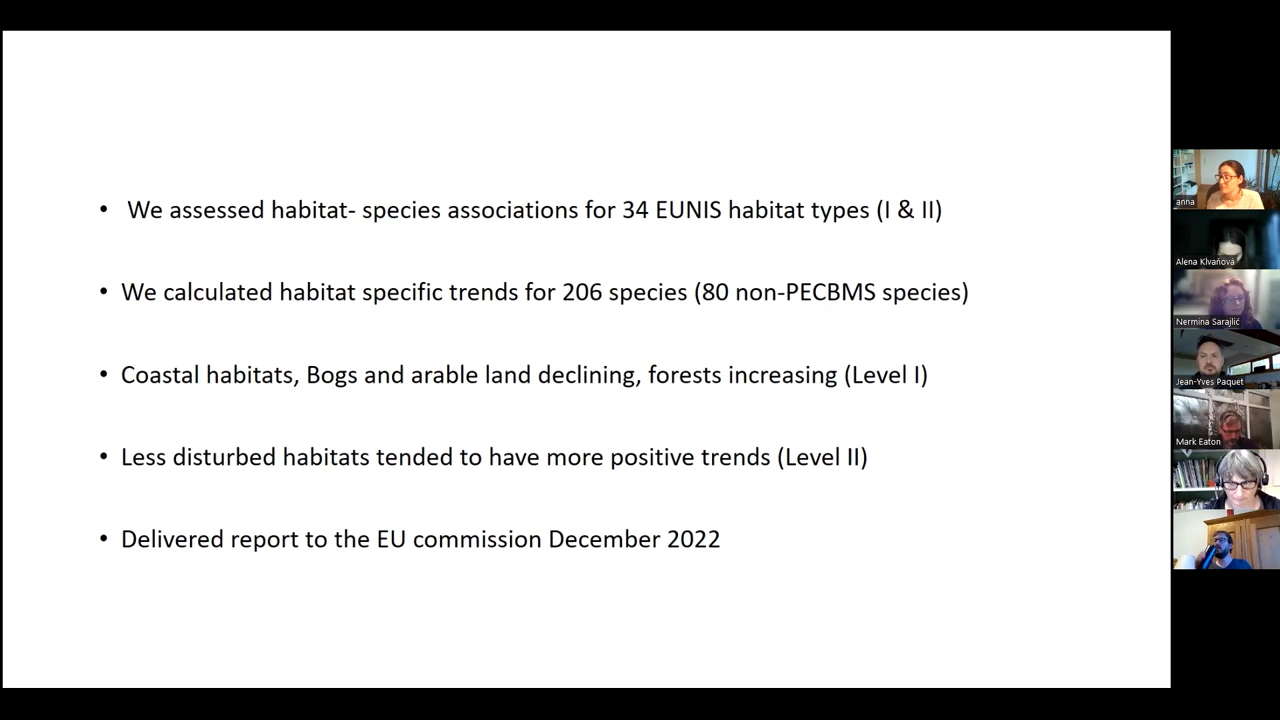 • We assessed habitat- species associations for 34 EUNIS habitat types (I & II)
• We calculated habitat specific trends for 206 species (80 non-PECBMS species)
• Coastal habitats, Bogs and arable land declining, forests increasing (Level I)
• Less disturbed habitats tended to have more positive trends (Level II)
• Delivered report to the EU commission December 2022
anna
Alena Klvaňová
Nermina Sarajlić
Jean-Yves Paquet
Mark Eaton